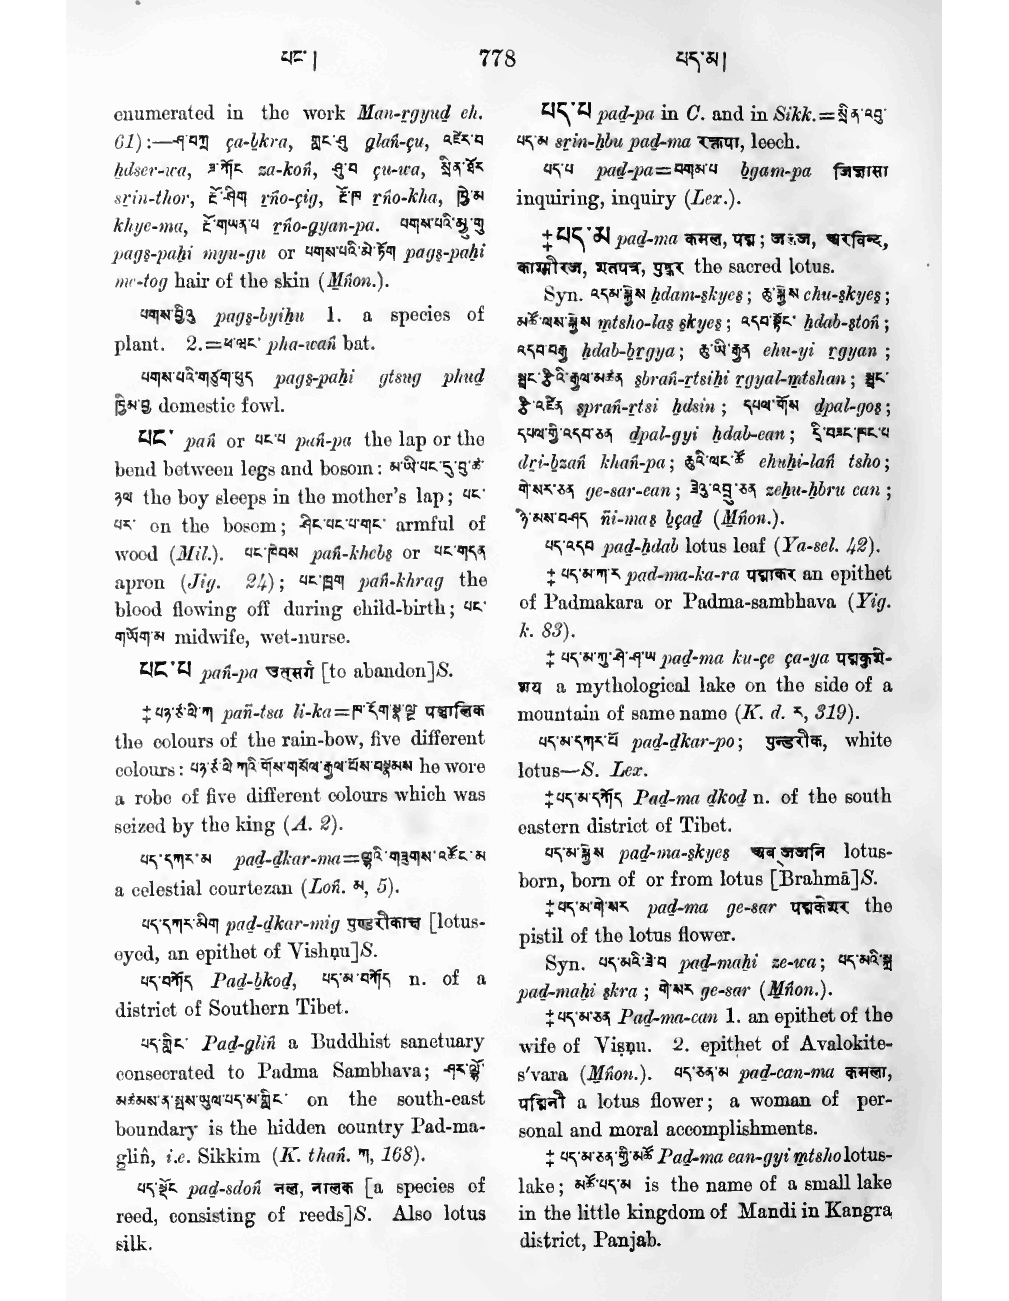 པང་། 778 པད་མ།
enumerated in the work Man-rgyud ch.
61):—ཤ་བཀྲ ça-bkra, གླང་ཤུ glañ-çu, འཛེར་བ
hdser-wa, ཟ་ཀོང za-koñ, ཤུ་བ çu-wa, སྲིན་ཐོར
srin-thor, རྔོ་ཤིག rño-çig, རྔོ་ཁ rño-kha, ཁྱི་མ
khye-ma, རྔོ་གཡན་པ rño-gyan-pa. པགས་པའི་མྱུ་གུ
pags-pahi myu-gu or པགས་པའི་མེ་ཏོག pags-pahi
me-tog hair of the skin (Mñon.).
པགས་བྱིའུ pags-byihu 1. a species of
plant. 2.=ཕ་ཝང་ pha-wañ bat.
པགས་པའི་གཙུག་ཕུད pags-pahi gtsug phud
ཁྱིམ་བྱ domestic fowl.
པང་ pañ or པང་པ pañ-pa the lap or the
bend between legs and bosom: མ་ཡི་པང་དུ་བུ་ཚ་
ཉལ the boy sleeps in the mother's lap; པང་
པར་ on the bosom; ཤིང་པང་པ་གང་ armful of
wood (Mil.). པང་ཁེབས pañ-khebs or པང་གདན
apron (Jig. 24); པང་ཁྲག pañ-khrag the
blood flowing off during child-birth; པང་
གཡོག་མ midwife, wet-nurse.
པང་པ pañ-pa उत्सर्ग [to abandon]S.
‡ པཉ་ཙ་ལི་ཀ pañ-tsa li-ka=ཁ་དོག་སྣ་ལྔ पञ्चालिक
the colours of the rain-bow, five different
colours: པཉ་ཙ་ལི་ཀའི་གོས་གསོལ་རྒྱལ་པོས་བསྣམས he wore
a robe of five different colours which was
seized by the king (A. 2).
པད་དཀར་མ pad-dkar-ma=ལྷའི་གཟུགས་འཚོང་མ
a celestial courtezan (Loñ. མ, 5).
པད་དཀར་མིག pad-dkar-mig पुण्डरीकाक्ष [lotus-
eyed, an epithet of Vishṇu]S.
པད་བཀོད Pad-bkod, པད་མ་བཀོད n. of a
district of Southern Tibet.
པད་གླིང་ Pad-gliñ a Buddhist sanctuary
consecrated to Padma Sambhava; ཤར་ལྷོ་
མཚམས་ན་སྦས་ཡུལ་པད་མ་གླིང་ on the south-east
boundary is the hidden country Pad-ma-
gliñ, i.e. Sikkim (K. thañ. ཀ, 168).
པད་སྡོང pad-sdoñ नल, नालक [a species of
reed, consisting of reeds]S. Also lotus
silk.
པད་པ pad-pa in C. and in Sikk.=སྲིན་འབུ་
པད་མ srin-hbu pad-ma रक्तपा, leech.
པད་པ pad-pa=བགམ་པ bgam-pa जिज्ञासा
inquiring, inquiry (Lex.).
‡ པད་མ pad-ma कमल, पद्म; जलज, अरविन्द,
काश्मीरज, शतपत्र, पुष्कर the sacred lotus.
Syn. འདམ་སྐྱེས hdam-skyes; ཆུ་སྐྱེས chu-skyes;
མཚོ་ལས་སྐྱེས mtsho-las skyes; འདབ་སྟོང་ hdab-stoñ;
འདབ་བརྒྱ hdab-brgya; ཆུ་ཡི་རྒྱན chu-yi rgyan;
སྦྲང་རྩིའི་རྒྱལ་མཚན sbrañ-rtsihi rgyal-mtshan; སྦྲང་
རྩི་འཛིན sprañ-rtsi hdsin; དཔལ་གོས dpal-gos;
དཔལ་གྱི་འདབ་ཅན dpal-gyi hdab-can; དྲི་བཟང་ཁང་པ
dri-bzañ khañ-pa; ཆུའི་ལང་ཚོ chuhi-lañ tsho;
གེ་སར་ཅན ge-sar-can; ཟེའུ་འབྲུ་ཅན zehu-hbru can;
ཉི་མས་བཤད ñi-mas bçad (Mñon.).
པད་འདབ pad-hdab lotus leaf (Ya-sel. 42).
‡ པད་མ་ཀ་ར pad-ma-ka-ra पद्माकर an epithet
of Padmakara or Padma-sambhava (Yig.
k. 83).
‡ པད་མ་ཀུ་ཤེ་ཤ་ཡ pad-ma ku-çe ça-ya पद्मकुशे-
शय a mythological lake on the side of a
mountain of same name (K. d. ར, 319).
པད་མ་དཀར་པོ pad-dkar-po; पुन्डरीक, white
lotus—S. Lex.
‡ པད་མ་དཀོད Pad-ma dkod n. of the south
eastern district of Tibet.
པད་མ་སྐྱེས pad-ma-skyes अब्जजनि lotus-
born, born of or from lotus [Brahmā]S.
‡ པད་མ་གེ་སར pad-ma ge-sar पद्मकेशर the
pistil of the lotus flower.
Syn. པད་མའི་ཟེ་བ pad-mahi ze-wa; པད་མའི་སྐྲ
pad-mahi skra; གེ་སར ge-sar (Mñon.).
‡ པད་མ་ཅན Pad-ma-can 1. an epithet of the
wife of Viṣṇu. 2. epithet of Avalokite-
s'vara (Mñon.). པད་ཅན་མ pad-can-ma कमला,
पद्मिनी a lotus flower; a woman of per-
sonal and moral accomplishments.
‡ པད་མ་ཅན་གྱི་མཚོ Pad-ma can-gyi mtsho lotus-
lake; མཚོ་པད་མ is the name of a small lake
in the little kingdom of Mandi in Kangra
district, Panjab.